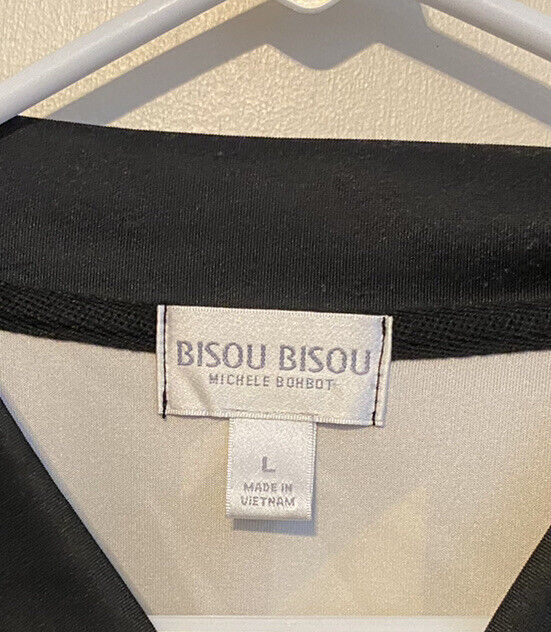 BISOU BISOU
MICHELE BOHBOT
L
MADE IN
VIETNAM